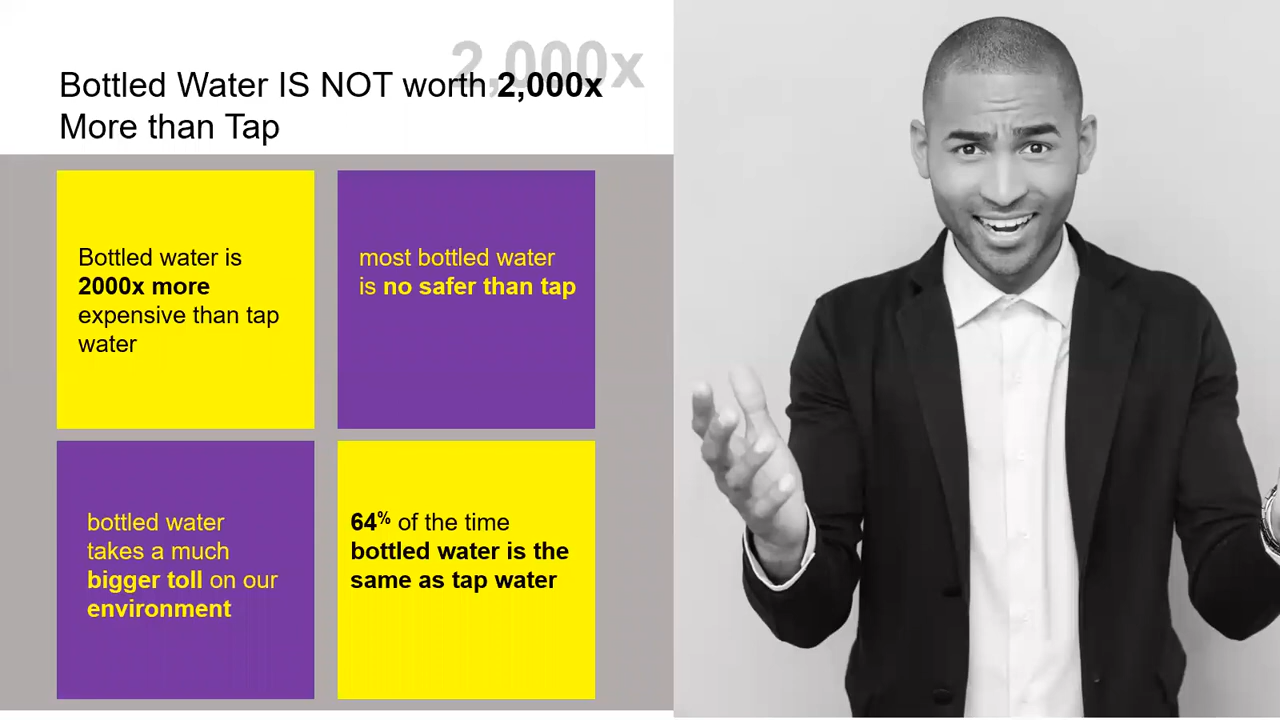 2,000x
Bottled Water IS NOT worth 2,000x
More than Tap
Bottled water is
2000x more
expensive than tap
water
most bottled water
is no safer than tap
bottled water
takes a much
bigger toll on our
environment
64% of the time
bottled water is the
same as tap water